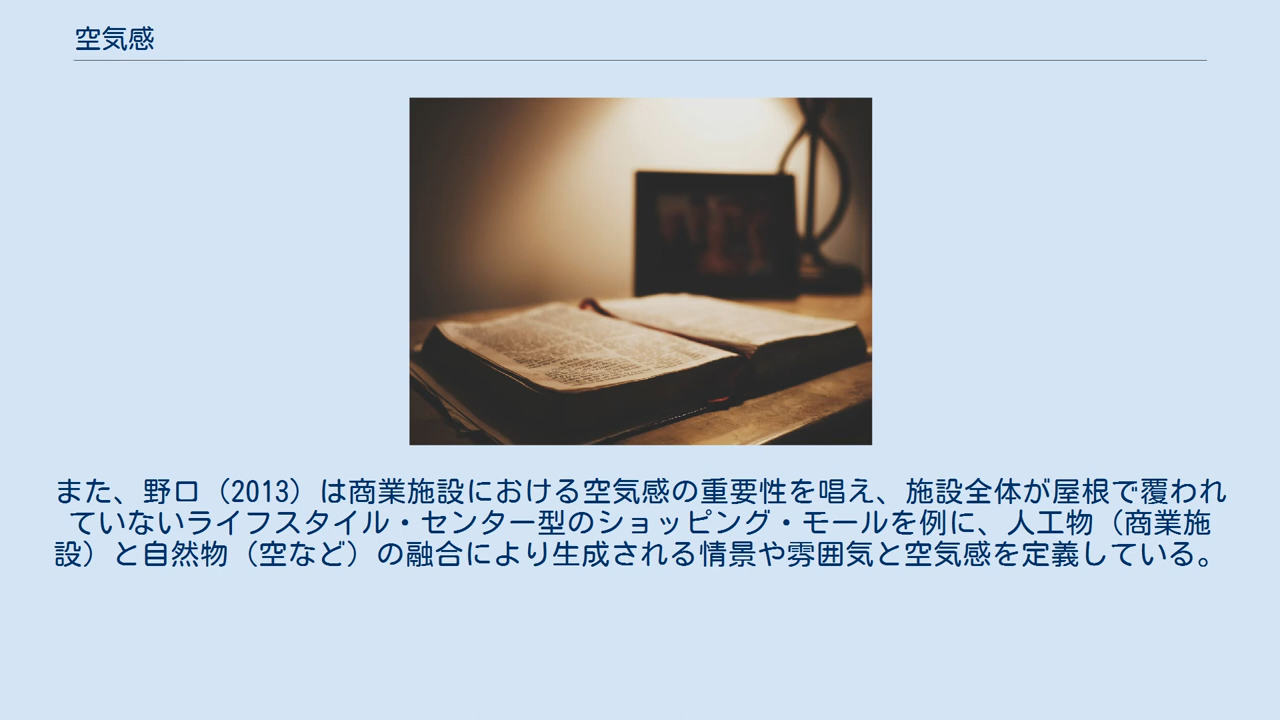 空気感
また、野口（2013）は商業施設における空気感の重要性を唱え、施設全体が屋根で覆われ
ていないライフスタイル・センター型のショッピング・モールを例に、人工物（商業施
設）と自然物（空など）の融合により生成される情景や雰囲気と空気感を定義している。